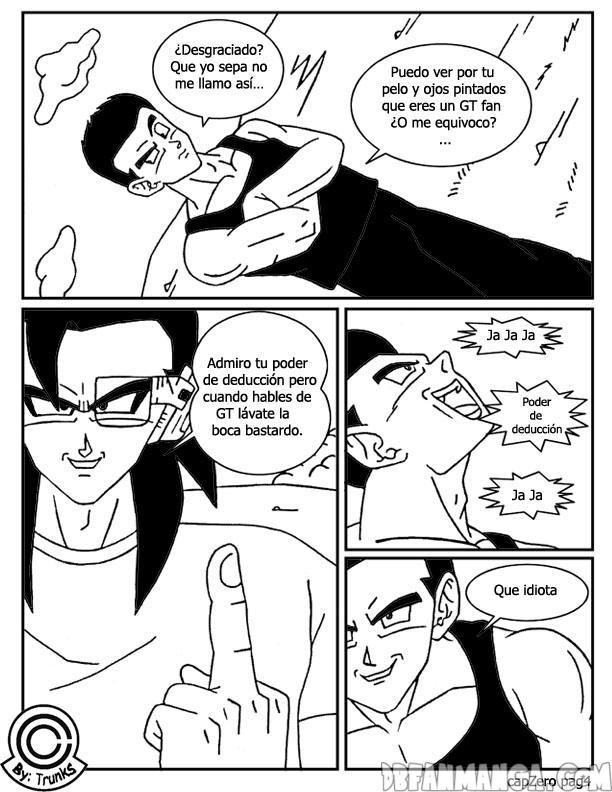 ¿Desgraciado?
Que yo sepa no
me llamo así...
Puedo ver por tu
pelo y ojos pintados
que eres un GT fan
¿O me equivoco?
...
Admiro tu poder
de deducción pero
cuando hables de
GT lávate la
boca bastardo.
Ja Ja Ja
Poder
de
deducción
Ja Ja
Que idiota
By: Trunks
DBFANMANGA.COM
capZero pag4